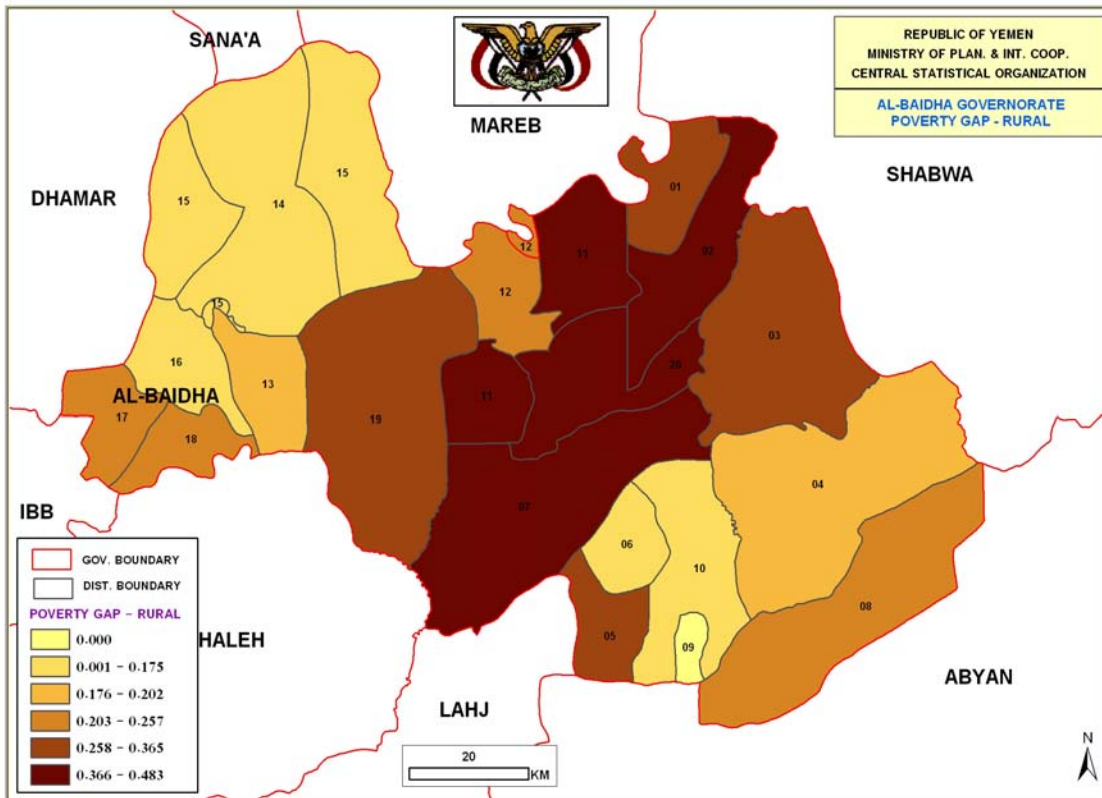 SANA'A
MAREB
REPUBLIC OF YEMEN
MINISTRY OF PLAN. & INT. COOP.
CENTRAL STATISTICAL ORGANIZATION
AL-BAIDHA GOVERNORATE
POVERTY GAP - RURAL
DHAMAR
SHABWA
15
15
14
01
12
11
02
12
03
15
16
13
20
AL-BAIDHA
17
11
19
18
04
IBB
07
06
10
08
05
09
HALEH
LAHJ
ABYAN
GOV. BOUNDARY
DIST. BOUNDARY
POVERTY GAP – RURAL
0.000
0.001 – 0.175
0.176 – 0.202
0.203 – 0.257
0.258 – 0.365
0.366 – 0.483
20
KM
N